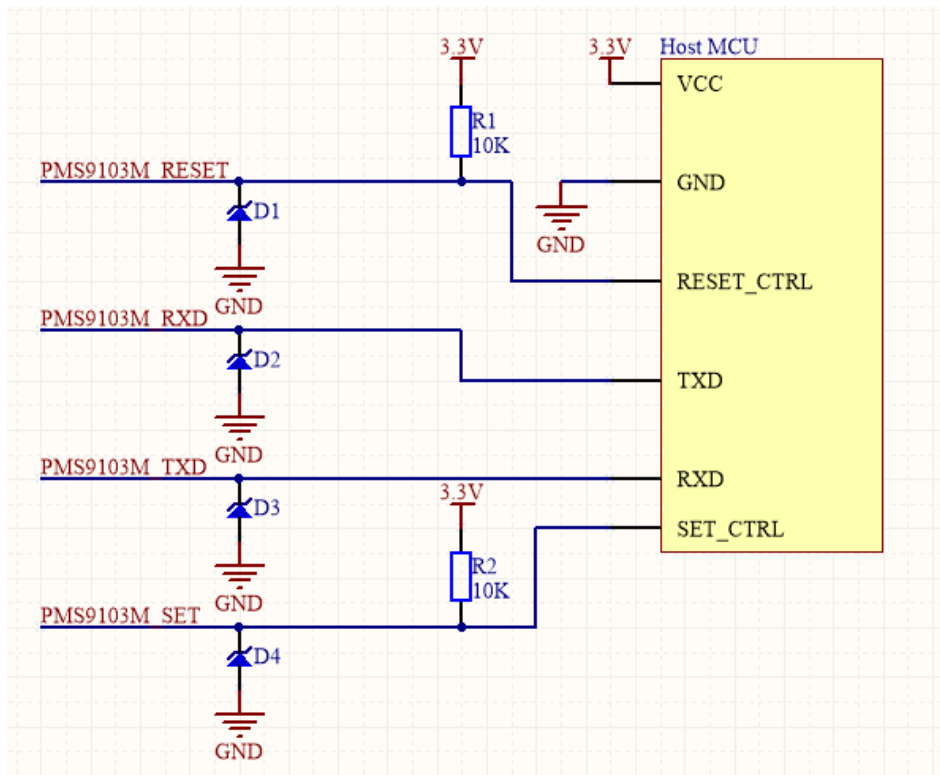 3.3V
3.3V
Host MCU
VCC
R1
10K
PMS9103M_RESET
GND
D1
GND
GND
RESET_CTRL
PMS9103M_RXD
D2
TXD
GND
PMS9103M_TXD
RXD
3.3V
D3
SET_CTRL
R2
10K
GND
PMS9103M_SET
D4
GND